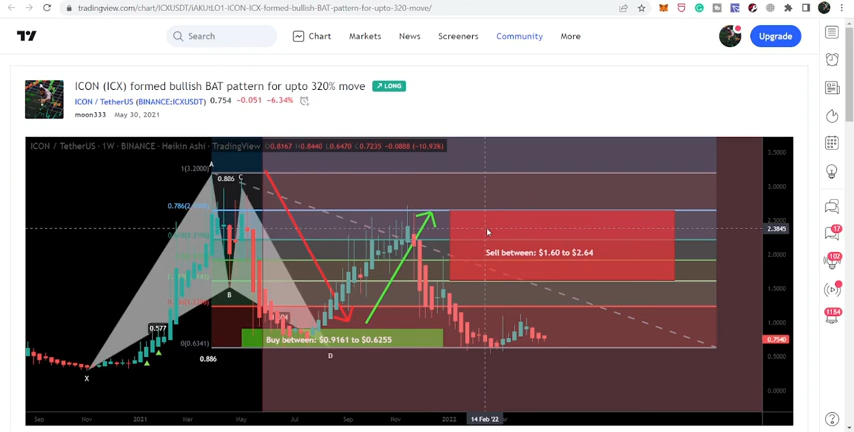 tradingview.com/chart/ICXUSDT/iAKUtLO1-ICON-ICX-formed-bullish-BAT-pattern-for-upto-320-move/
Search
Chart
Markets
News
Screeners
Community
More
Upgrade
ICON (ICX) formed bullish BAT pattern for upto 320% move
LONG
ICON / TetherUS (BINANCE:ICXUSDT) 0.754 -0.051 -6.34%
moon333 May 30, 2021
ICON / TetherUS · 1W · BINANCE · Heikin Ashi · TradingView O0.8167 H0.8440 L0.6470 C0.7235 -0.0888 (-10.93%)
A
1(3.2000)
0.806
C
B
0.577
X
0(0.6341)
0.886
D
Buy between: $0.9161 to $0.6255
Sell between: $1.60 to $2.64
3.5000
3.0000
2.3845
2.0000
1.5000
1.0000
0.7540
0.5000
0.0000
Sep
Nov
2021
Mar
May
Jul
Sep
Nov
2022
14 Feb '22
17
102
1184